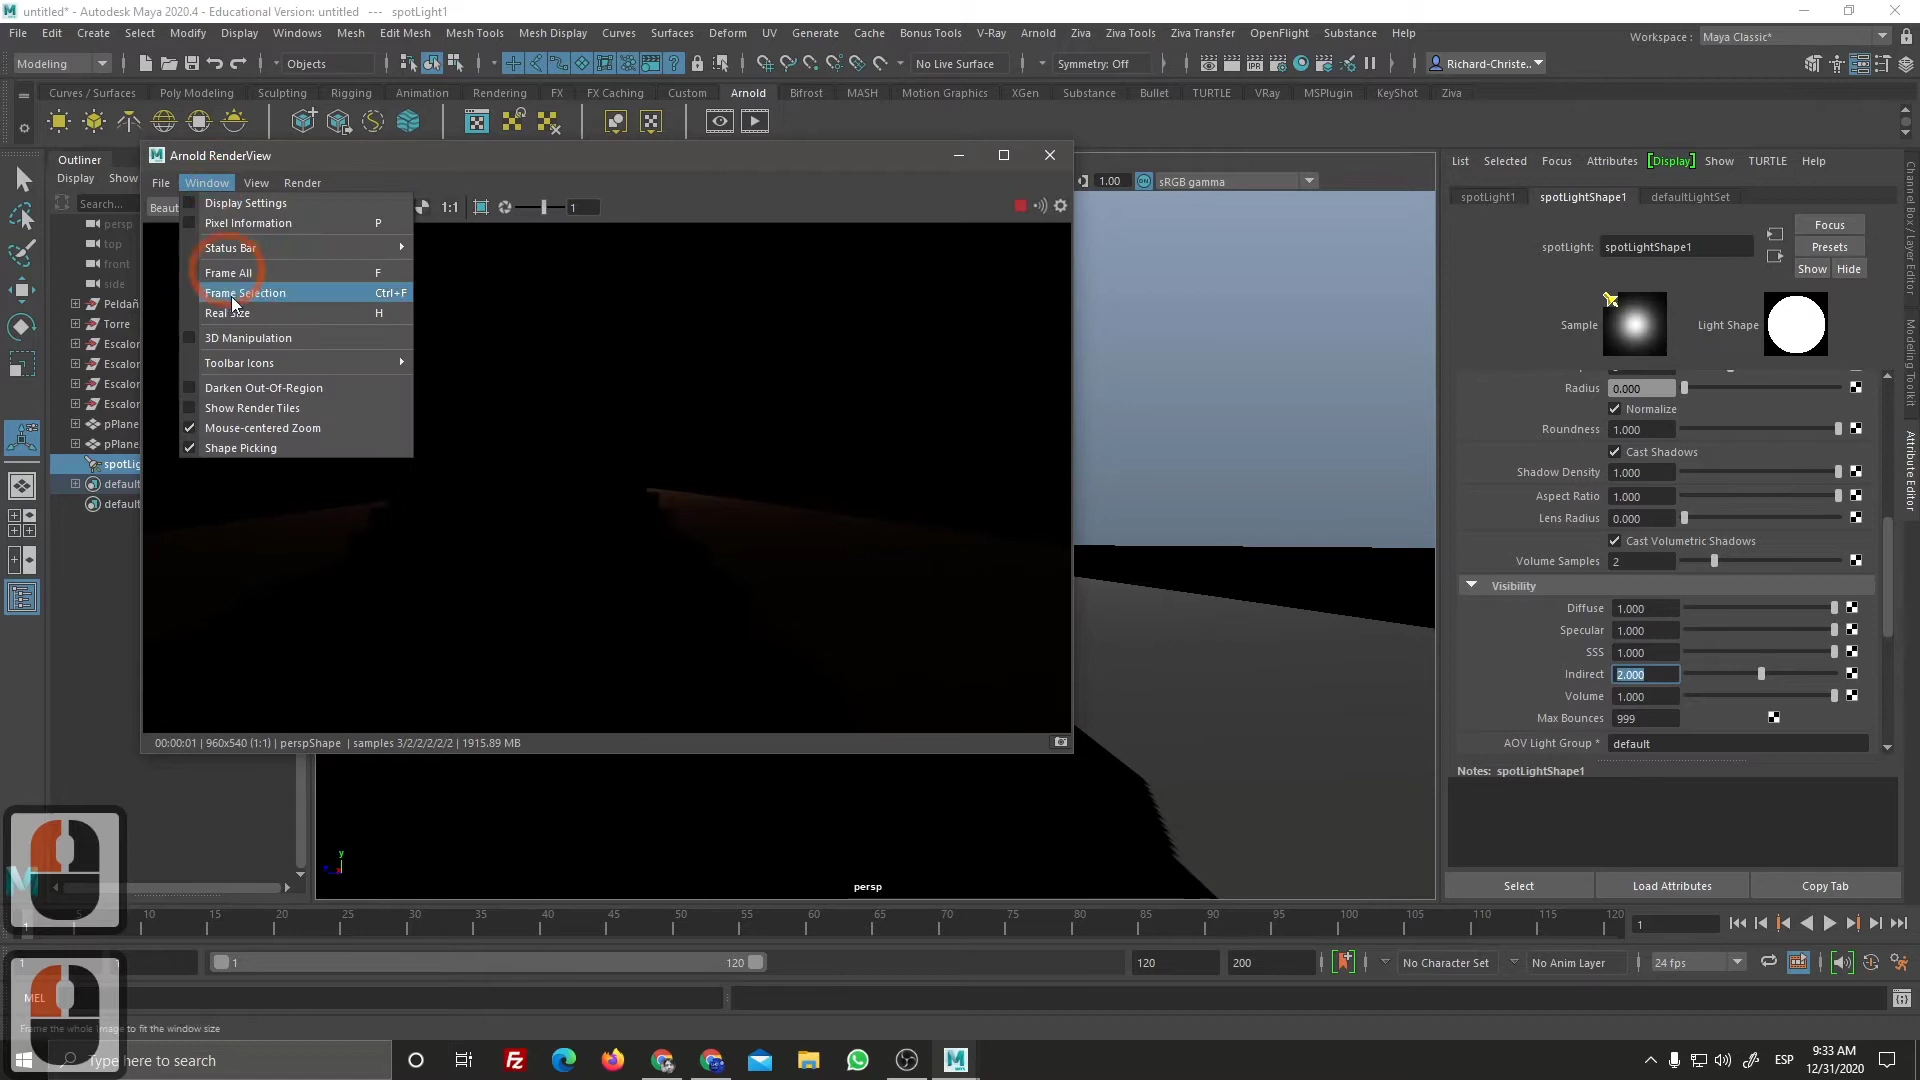 untitled* - Autodesk Maya 2020.4 - Educational Version: untitled --- spotLight1
File Edit Create Select Modify Display Windows Mesh Edit Mesh Mesh Tools Mesh Display Curves Surfaces Deform UV Generate Cache Bonus Tools V-Ray Arnold Ziva Ziva Tools Ziva Transfer OpenFlight Substance Help
Workspace : Maya Classic*
Modeling Objects No Live Surface Symmetry: Off Richard-Christe...
Curves / Surfaces Poly Modeling Sculpting Rigging Animation Rendering FX FX Caching Custom Arnold Bifrost MASH Motion Graphics XGen Substance Bullet TURTLE VRay MSPlugin KeyShot Ziva
Outliner
Display Show
Search...
persp
top
front
side
Peldañ
Torre
Escalon
Escalon
Escalon
Escalon
pPlane
pPlane
spotLig
default
default
Arnold RenderView
File Window View Render
Beaut 1:1 1
Display Settings
Pixel Information P
Status Bar
Frame All F
Frame Selection Ctrl+F
Real Size H
3D Manipulation
Toolbar Icons
Darken Out-Of-Region
Show Render Tiles
Mouse-centered Zoom
Shape Picking
00:00:01 | 960x540 (1:1) | perspShape | samples 3/2/2/2/2/2 | 1915.89 MB
1.00 ON sRGB gamma
y
persp
List Selected Focus Attributes [Display] Show TURTLE Help
spotLight1 spotLightShape1 defaultLightSet
spotLight: spotLightShape1
Focus
Presets
Show Hide
Sample Light Shape
Radius 0.000
Normalize
Roundness 1.000
Cast Shadows
Shadow Density 1.000
Aspect Ratio 1.000
Lens Radius 0.000
Cast Volumetric Shadows
Volume Samples 2
Visibility
Diffuse 1.000
Specular 1.000
SSS 1.000
Indirect 2.000
Volume 1.000
Max Bounces 999
AOV Light Group * default
Notes: spotLightShape1
Select Load Attributes Copy Tab
Channel Box / Layer Editor
Modeling Toolkit
Attribute Editor
5 10 15 20 25 30 35 40 45 50 55 60 65 70 75 80 85 90 95 100 105 110 115 120
1
1
1 1 1 120 120 200 No Character Set No Anim Layer 24 fps
MEL
Frame the whole image to fit the window size
Type here to search
ESP
9:33 AM
12/31/2020